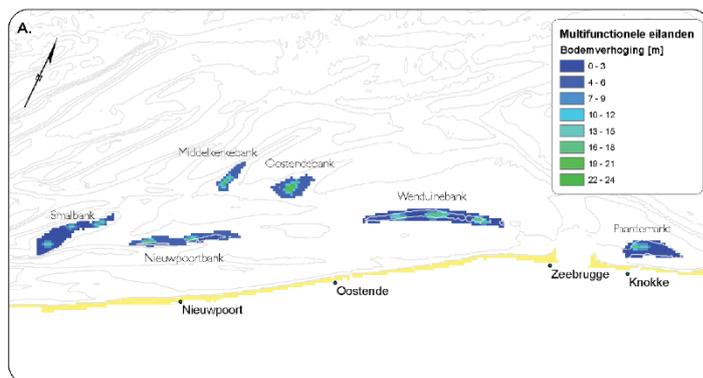 A.
N
Multifunctionele eilanden
Bodemverhoging [m]
0 - 3
4 - 6
7 - 9
10 - 12
13 - 15
16 - 18
19 - 21
22 - 24
Middelkerkebank
Oostendebank
Wenduinebank
Smalbank
Nieuwpoortbank
Paardemarkt
Zeebrugge
Knokke
Oostende
Nieuwpoort